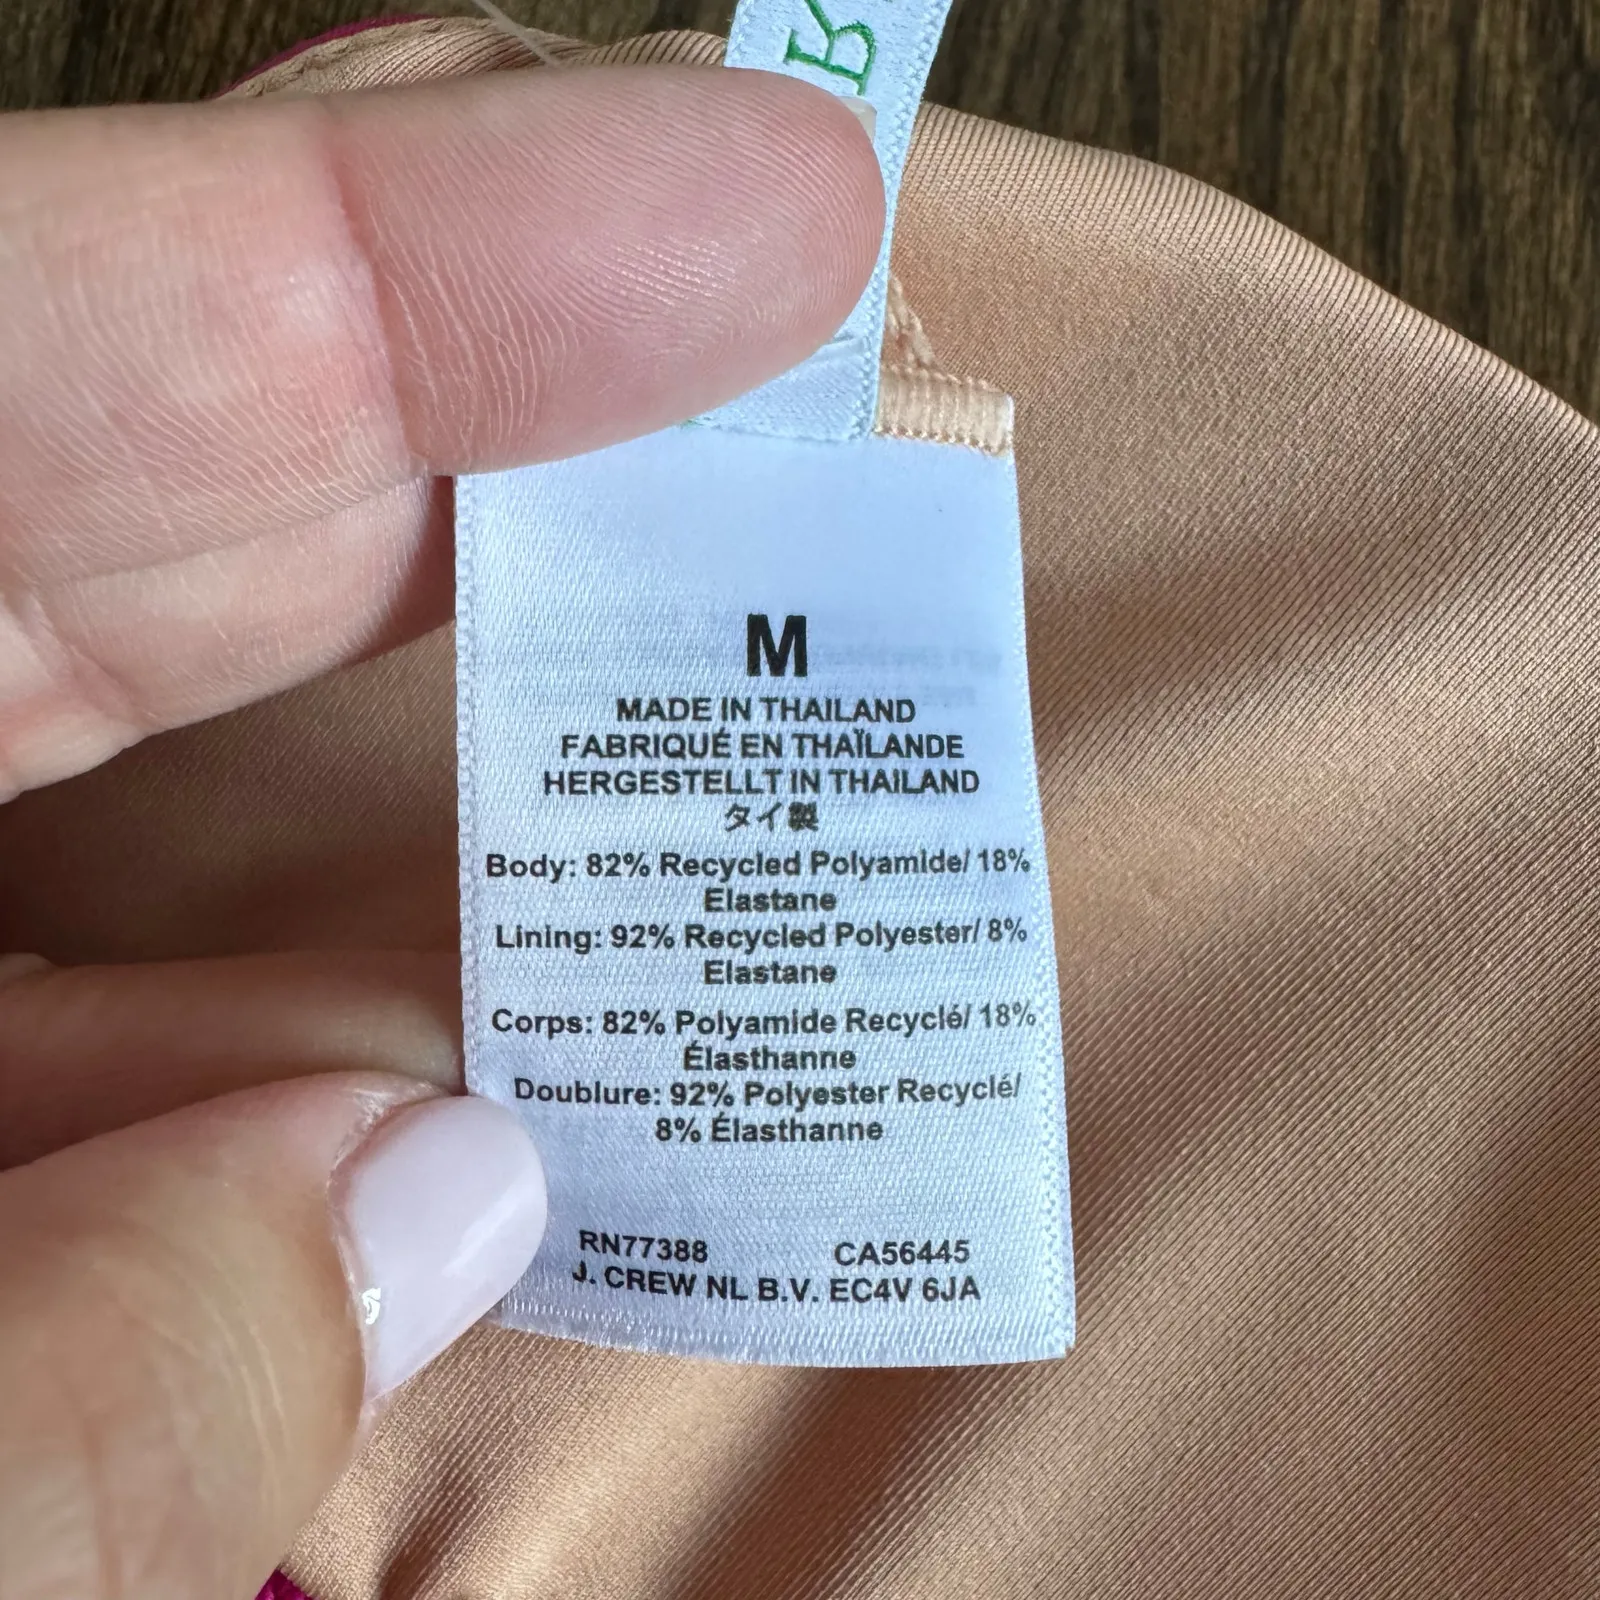 M
MADE IN THAILAND
FABRIQUÉ EN THAÏLANDE
HERGESTELLT IN THAILAND
タイ製
Body: 82% Recycled Polyamide/ 18%
Elastane
Lining: 92% Recycled Polyester/ 8%
Elastane
Corps: 82% Polyamide Recyclé/ 18%
Élasthanne
Doublure: 92% Polyester Recyclé/
8% Élasthanne
RN77388 CA56445
J. CREW NL B.V. EC4V 6JA